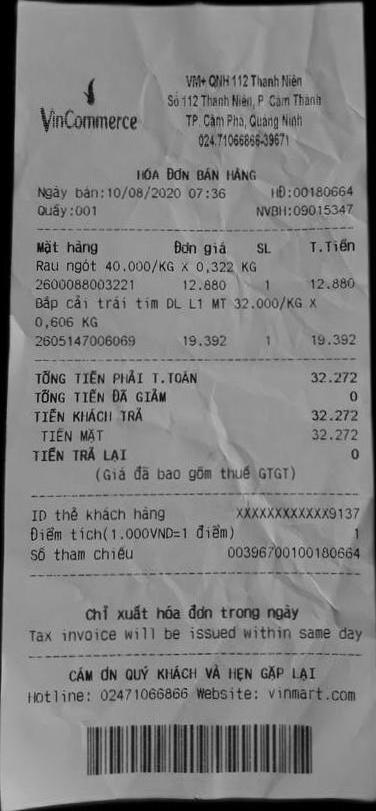 VinCommerce
VM+ QNH 112 Thanh Niên
Số 112 Thanh Niên, P. Cẩm Thành
TP. Cẩm Phả, Quảng Ninh
024.71066866-39671
HÓA ĐƠN BÁN HÀNG
Ngày bán:10/08/2020 07:36 HĐ:00180664
Quầy:001 NVBH:09015347
Mặt hàng Đơn giá SL T.Tiền
Rau ngót 40.000/KG X 0,322 KG
2600088003221 12.880 1 12.880
Bắp cải trái tim DL L1 MT 32.000/KG X
0,606 KG
2605147006069 19.392 1 19.392
TỔNG TIỀN PHẢI T.TOÁN 32.272
TỔNG TIỀN ĐÃ GIẢM 0
TIỀN KHÁCH TRẢ 32.272
TIỀN MẶT 32.272
TIỀN TRẢ LẠI 0
(Giá đã bao gồm thuế GTGT)
ID thẻ khách hàng XXXXXXXXXXXX9137
Điểm tích(1.000VND=1 điểm) 1
Số tham chiếu 00396700100180664
Chỉ xuất hóa đơn trong ngày
Tax invoice will be issued within same day
CẢM ƠN QUÝ KHÁCH VÀ HẸN GẶP LẠI
Hotline: 02471066866 Website: vinmart.com